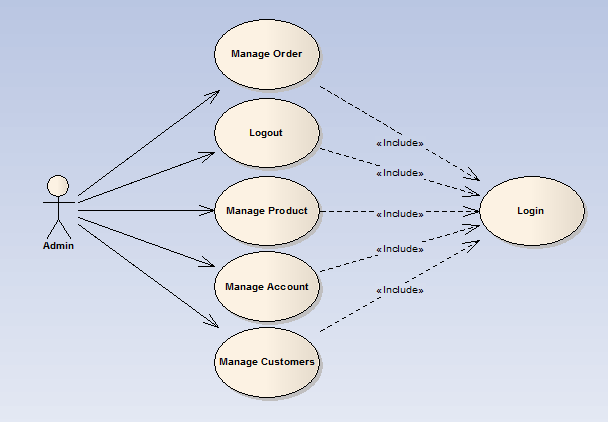 Manage Order
«Include»
Logout
«Include»
Manage Product
«Include»
Login
Admin
«Include»
Manage Account
«Include»
Manage Customers